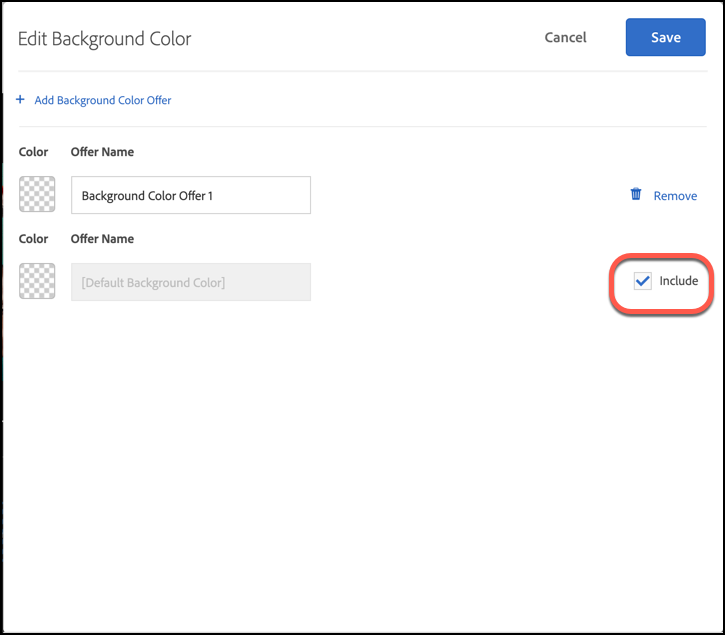 Edit Background Color Cancel Save
+ Add Background Color Offer
Color Offer Name
Background Color Offer 1 Remove
Color Offer Name
[Default Background Color] Include